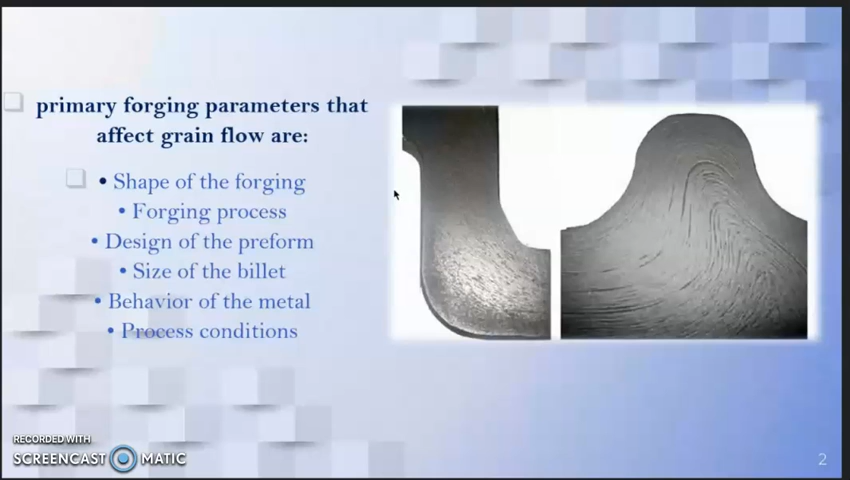 primary forging parameters that
affect grain flow are:
• Shape of the forging
• Forging process
• Design of the preform
• Size of the billet
• Behavior of the metal
• Process conditions
RECORDED WITH
SCREENCAST MATIC
2